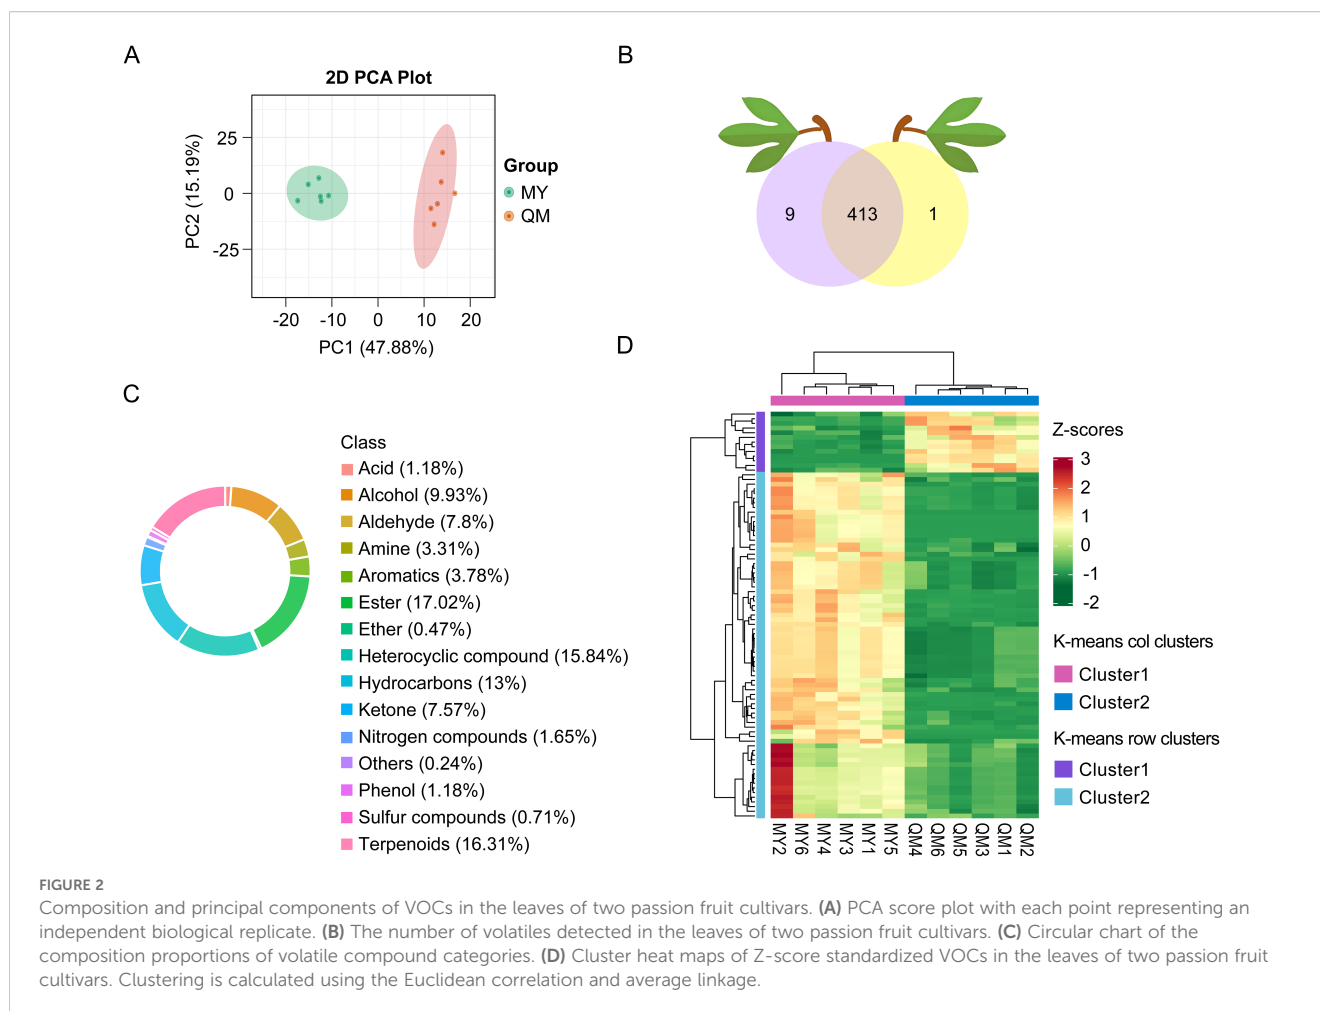 A
2D PCA Plot
PC2 (15.19%)
25
0
-25
-20 -10 0 10 20
PC1 (47.88%)
Group
MY
QM
B
9 413 1
C
Class
Acid (1.18%)
Alcohol (9.93%)
Aldehyde (7.8%)
Amine (3.31%)
Aromatics (3.78%)
Ester (17.02%)
Ether (0.47%)
Heterocyclic compound (15.84%)
Hydrocarbons (13%)
Ketone (7.57%)
Nitrogen compounds (1.65%)
Others (0.24%)
Phenol (1.18%)
Sulfur compounds (0.71%)
Terpenoids (16.31%)
D
Z-scores
3
2
1
0
-1
-2
K-means col clusters
Cluster1
Cluster2
K-means row clusters
Cluster1
Cluster2
MY2 MY6 MY4 MY3 MY1 MY5 QM4 QM6 QM5 QM3 QM1 QM2
FIGURE 2
Composition and principal components of VOCs in the leaves of two passion fruit cultivars. (A) PCA score plot with each point representing an
independent biological replicate. (B) The number of volatiles detected in the leaves of two passion fruit cultivars. (C) Circular chart of the
composition proportions of volatile compound categories. (D) Cluster heat maps of Z-score standardized VOCs in the leaves of two passion fruit
cultivars. Clustering is calculated using the Euclidean correlation and average linkage.